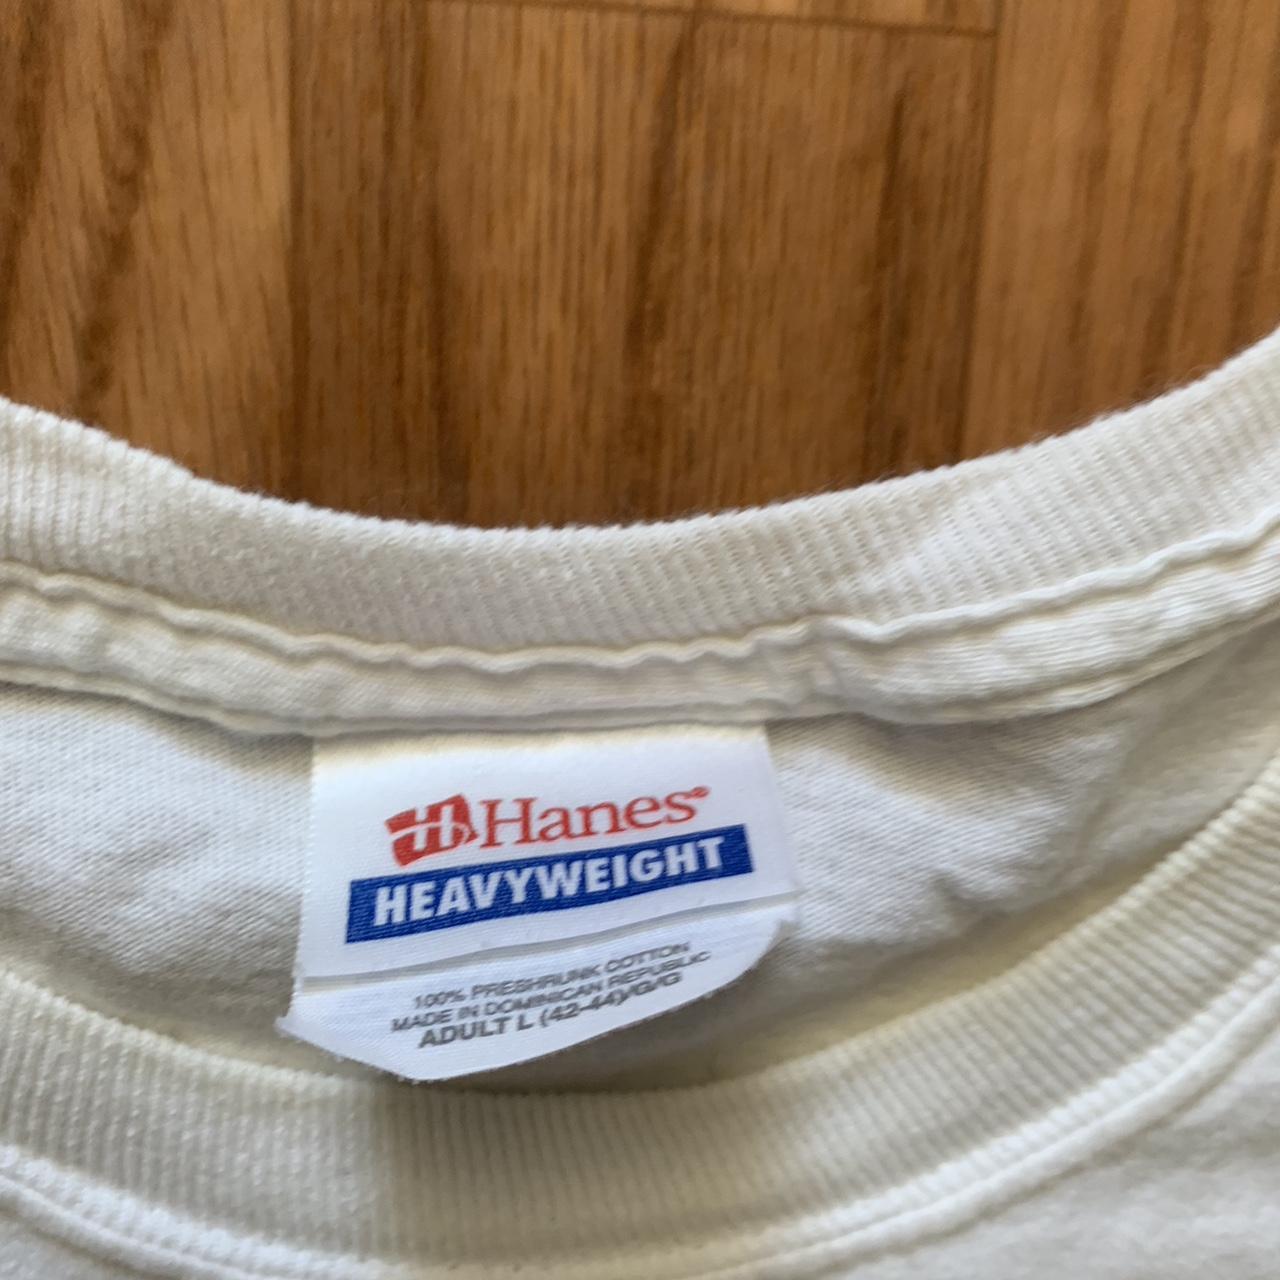 H Hanes®
HEAVYWEIGHT
100% PRESHRUNK COTTON
MADE IN DOMINICAN REPUBLIC
ADULT L (42-44)/G/G